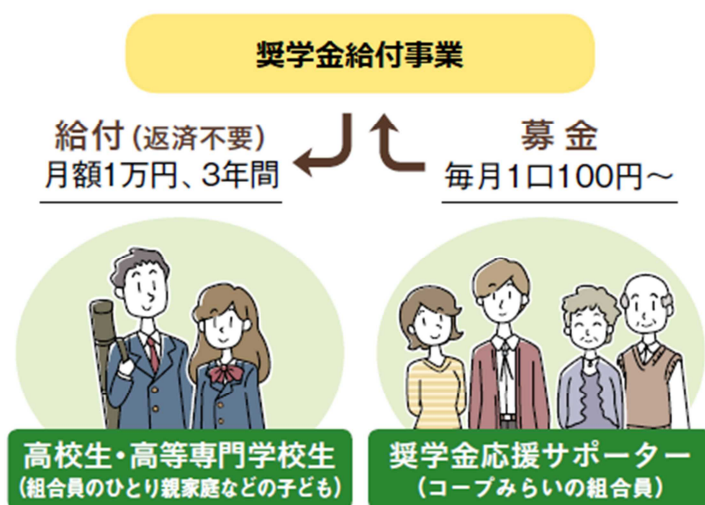 奨学金給付事業
給付(返済不要)
月額1万円、3年間
募金
毎月1口100円〜
高校生・高等専門学校生
(組合員のひとり親家庭などの子ども)
奨学金応援サポーター
(コープみらいの組合員)